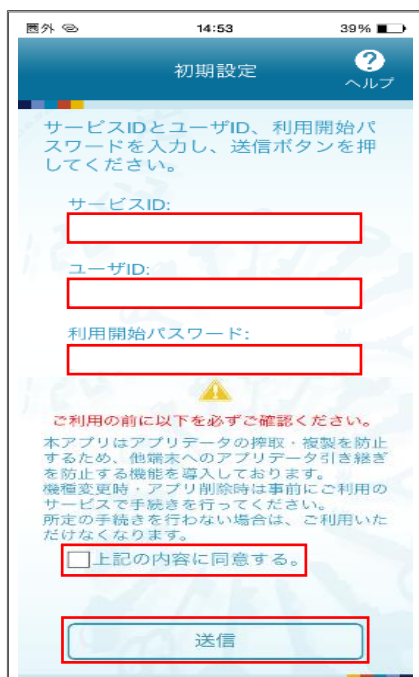 圏外 14:53 39%
初期設定
?
ヘルプ
サービスIDとユーザID、利用開始パ
スワードを入力し、送信ボタンを押
してください。
サービスID:
ユーザID:
利用開始パスワード:
ご利用の前に以下を必ずご確認ください。
本アプリはアプリデータの搾取・複製を防止
するため、他端末へのアプリデータ引き継ぎ
を防止する機能を導入しております。
機種変更時・アプリ削除時は事前にご利用の
サービスで手続きを行ってください。
所定の手続きを行わない場合は、ご利用いた
だけなくなります。
上記の内容に同意する。
送信